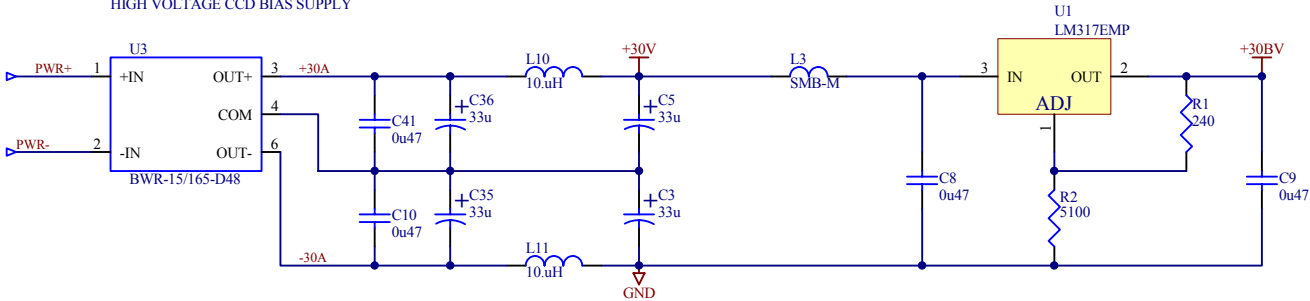 HIGH VOLTAGE CCD BIAS SUPPLY
U3
PWR+
1
+IN
OUT+
3
+30A
COM
4
PWR-
2
-IN
OUT-
6
BWR-15/165-D48
-30A
C41
0u47
C36
33u
C10
0u47
C35
33u
L10
10.uH
L11
10.uH
+30V
C5
33u
C3
33u
GND
L3
SMB-M
C8
0u47
U1
LM317EMP
3
IN
OUT
2
ADJ
1
R1
240
R2
5100
+30BV
C9
0u47